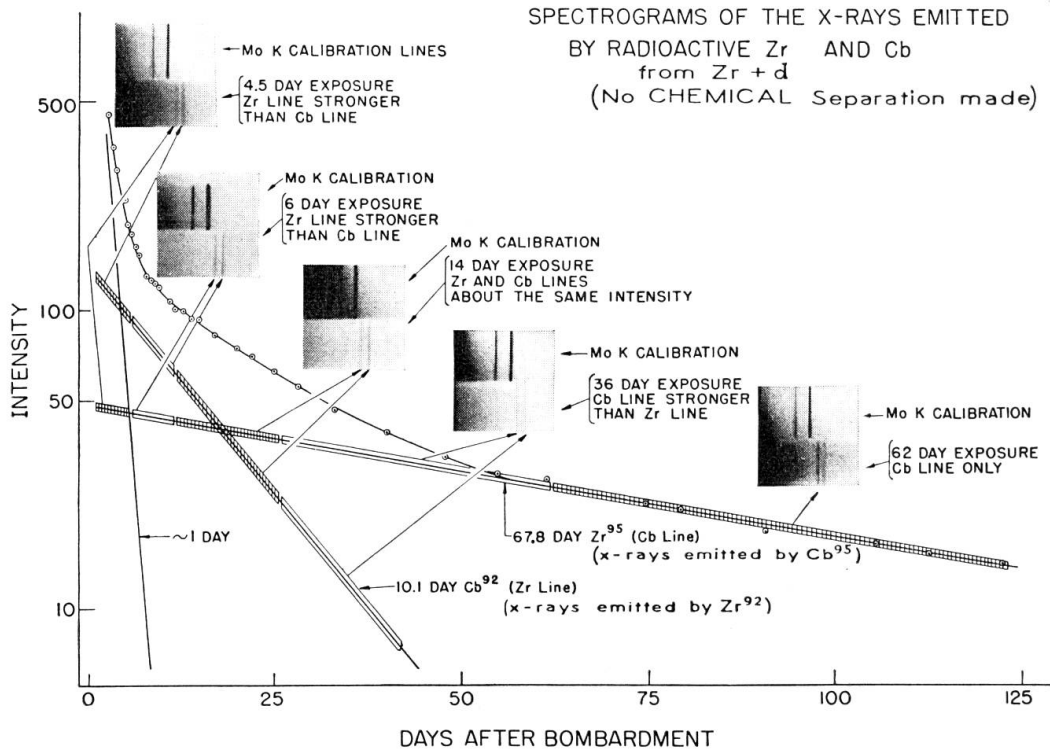 SPECTROGRAMS OF THE X-RAYS EMITTED
BY RADIOACTIVE Zr AND Cb
from Zr + d
(No CHEMICAL Separation made)
Mo K CALIBRATION LINES
4.5 DAY EXPOSURE
Zr LINE STRONGER
THAN Cb LINE
Mo K CALIBRATION
6 DAY EXPOSURE
Zr LINE STRONGER
THAN Cb LINE
Mo K CALIBRATION
14 DAY EXPOSURE
Zr AND Cb LINES
ABOUT THE SAME INTENSITY
Mo K CALIBRATION
36 DAY EXPOSURE
Cb LINE STRONGER
THAN Zr LINE
Mo K CALIBRATION
62 DAY EXPOSURE
Cb LINE ONLY
INTENSITY
500
100
50
10
~1 DAY
67.8 DAY Zr⁹⁵ (Cb Line)
(x-rays emitted by Cb⁹⁵)
10.1 DAY Cb⁹² (Zr Line)
(x-rays emitted by Zr⁹²)
0 25 50 75 100 125
DAYS AFTER BOMBARDMENT